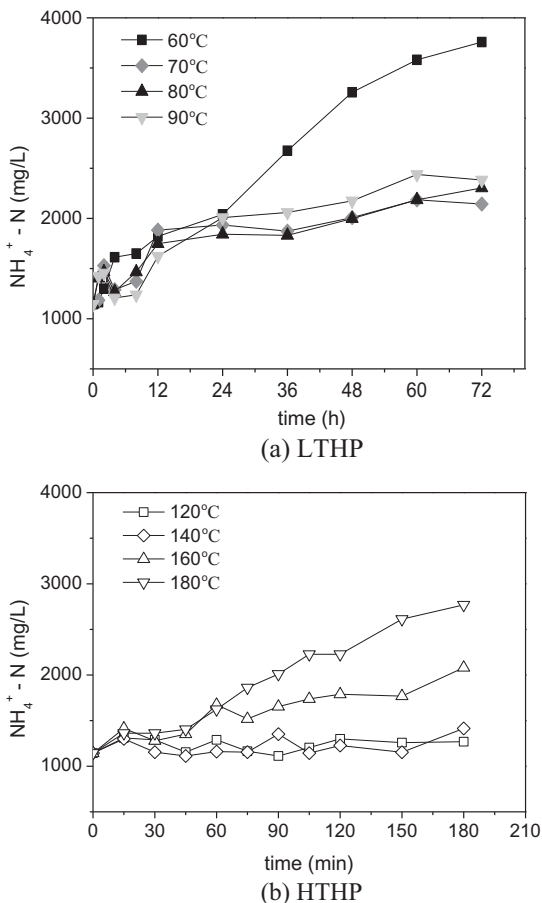 4000
3000
2000
1000
NH₄⁺ - N (mg/L)
60°C
70°C
80°C
90°C
0 12 24 36 48 60 72
time (h)
(a) LTHP
4000
3000
2000
1000
NH₄⁺ - N (mg/L)
120°C
140°C
160°C
180°C
0 30 60 90 120 150 180 210
time (min)
(b) HTHP